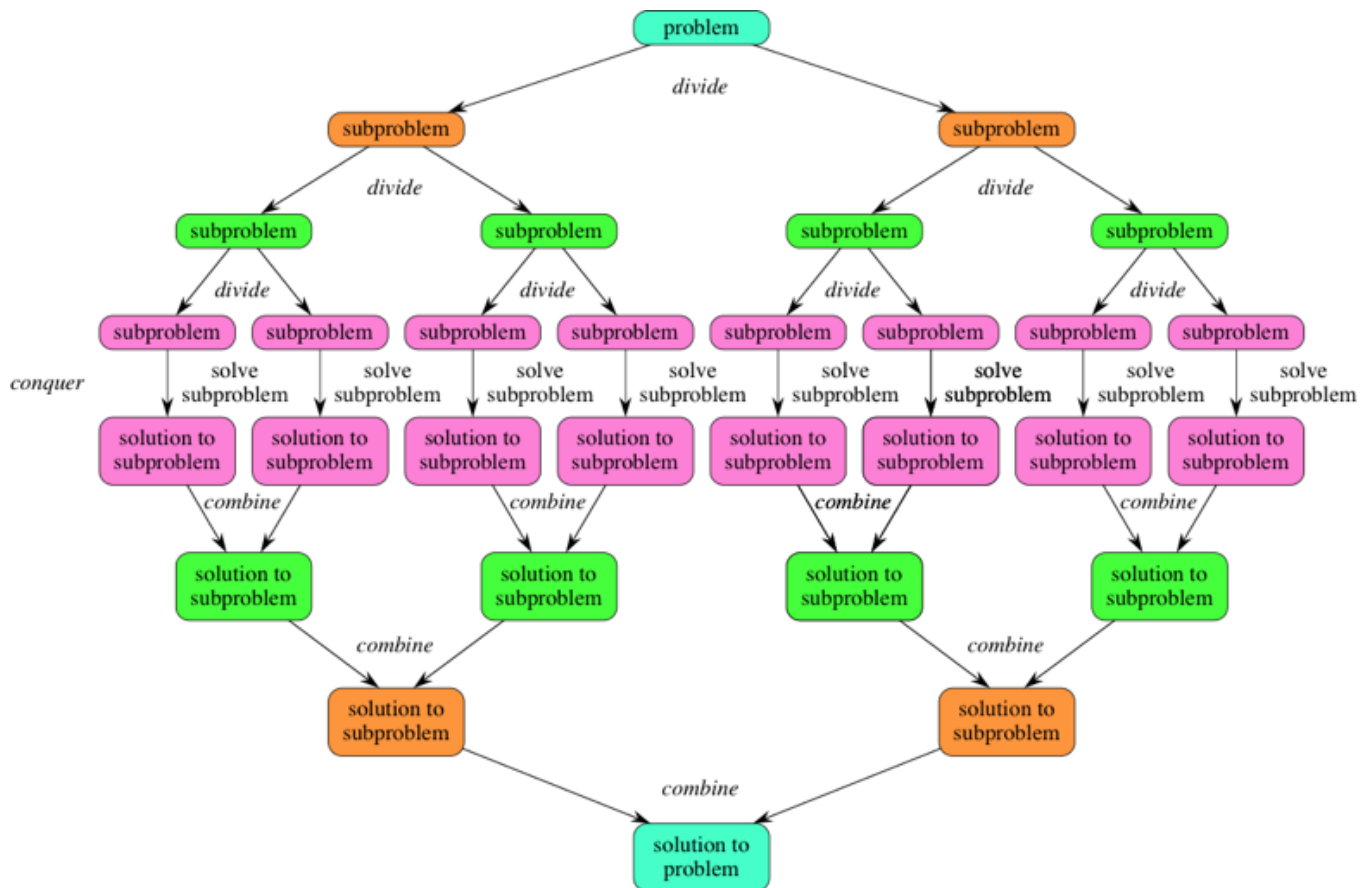 problem
divide
subproblem
subproblem
divide
divide
subproblem
subproblem
subproblem
subproblem
divide
divide
divide
divide
subproblem
subproblem
subproblem
subproblem
subproblem
subproblem
subproblem
subproblem
conquer
solve
subproblem
solve
subproblem
solve
subproblem
solve
subproblem
solve
subproblem
solve
subproblem
solve
subproblem
solve
subproblem
solution to
subproblem
solution to
subproblem
solution to
subproblem
solution to
subproblem
solution to
subproblem
solution to
subproblem
solution to
subproblem
solution to
subproblem
combine
combine
combine
combine
solution to
subproblem
solution to
subproblem
solution to
subproblem
solution to
subproblem
combine
combine
solution to
subproblem
solution to
subproblem
combine
solution to
problem